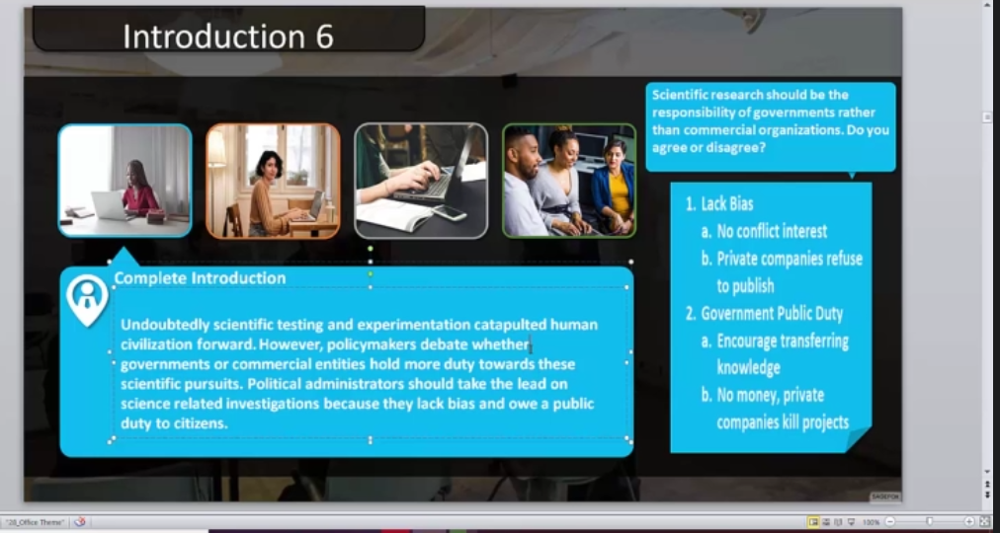 Introduction 6
Scientific research should be the
responsibility of governments rather
than commercial organizations. Do you
agree or disagree?
1. Lack Bias
a. No conflict interest
b. Private companies refuse
to publish
2. Government Public Duty
a. Encourage transferring
knowledge
b. No money, private
companies kill projects
Complete Introduction
Undoubtedly scientific testing and experimentation catapulted human
civilization forward. However, policymakers debate whether
governments or commercial entities hold more duty towards these
scientific pursuits. Political administrators should take the lead on
science related investigations because they lack bias and owe a public
duty to citizens.
"28_Office Theme"
100%